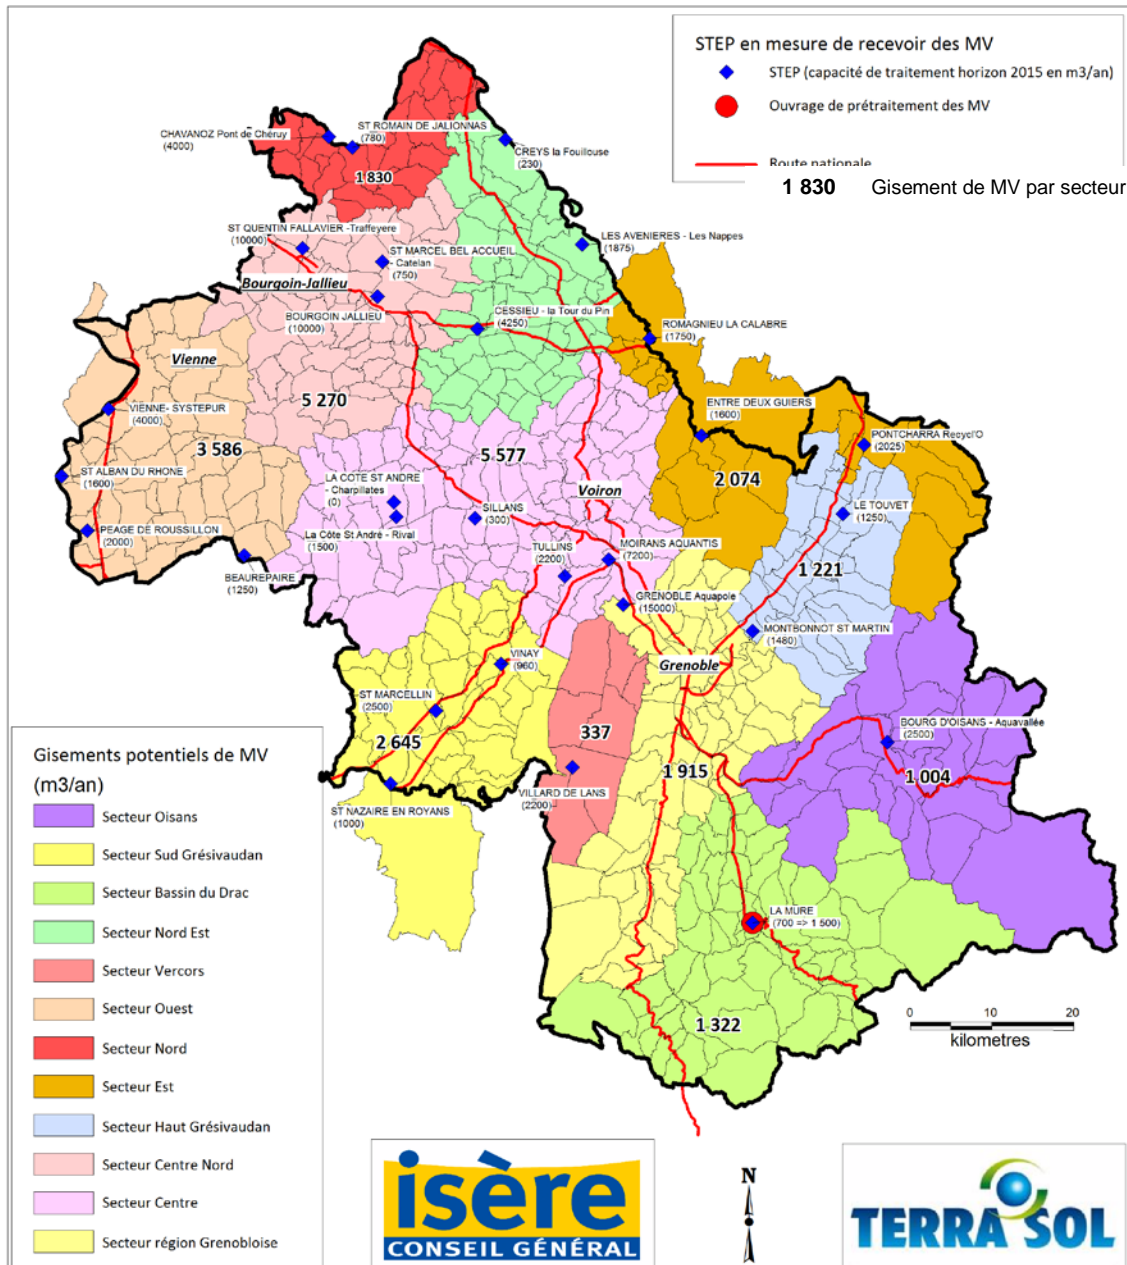 STEP en mesure de recevoir des MV
STEP (capacité de traitement horizon 2015 en m3/an)
Ouvrage de prétraitement des MV
Route nationale
1 830 Gisement de MV par secteur
CHAVANOZ Pont de Chéruy
(4000)
ST ROMAIN DE JALIONNAS
(780)
CREYS la Fouillouse
(230)
1 830
ST QUENTIN FALLAVIER -Traffeyere
(10000)
ST MARCEL BEL ACCUEIL
- Catelan
(750)
LES AVENIERES - Les Nappes
(1875)
Bourgoin-Jallieu
BOURGOIN JALLIEU
(10000)
CESSIEU - la Tour du Pin
(4250)
ROMAGNIEU LA CALABRE
(1750)
Vienne
VIENNE- SYSTEPUR
(4000)
5 270
ENTRE DEUX GUIERS
(1600)
PONTCHARRA Recycl'O
(2025)
3 586
5 577
2 074
ST ALBAN DU RHONE
(1600)
LA COTE ST ANDRE
- Charpillates
(0)
Voiron
SILLANS
(300)
LE TOUVET
(1250)
PEAGE DE ROUSSILLON
(2000)
La Côte St André - Rival
(1500)
TULLINS
(2200)
MOIRANS AQUANTIS
(7200)
1 221
BEAUREPAIRE
(1250)
GRENOBLE Aquapole
(15000)
MONTBONNOT ST MARTIN
(1480)
VINAY
(960)
Grenoble
ST MARCELLIN
(2500)
337
BOURG D'OISANS - Aquavallée
(2500)
2 645
1 915
1 004
VILLARD DE LANS
(2200)
ST NAZAIRE EN ROYANS
(1000)
LA MURE
(700 => 1 500)
1 322
0 10 20
kilometres
Gisements potentiels de MV
(m3/an)
Secteur Oisans
Secteur Sud Grésivaudan
Secteur Bassin du Drac
Secteur Nord Est
Secteur Vercors
Secteur Ouest
Secteur Nord
Secteur Est
Secteur Haut Grésivaudan
Secteur Centre Nord
Secteur Centre
Secteur région Grenobloise
isère
CONSEIL GÉNÉRAL
N
TERRA SOL